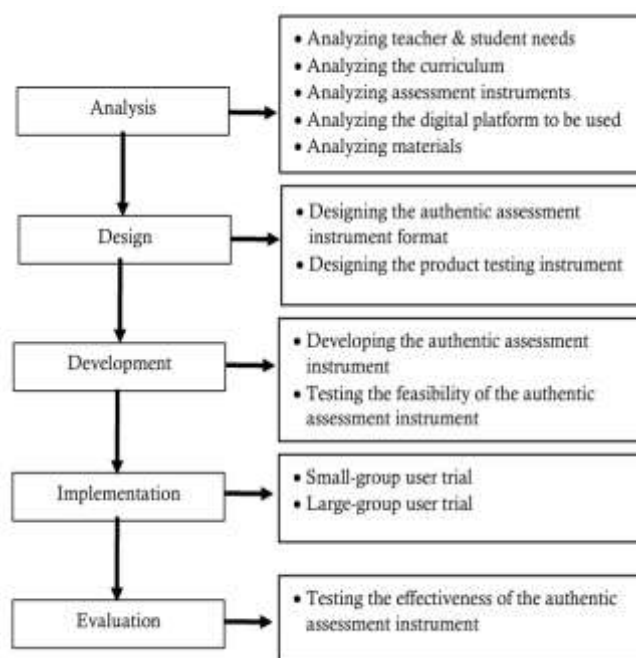 Analysis
• Analyzing teacher & student needs
• Analyzing the curriculum
• Analyzing assessment instruments
• Analyzing the digital platform to be used
• Analyzing materials
Design
• Designing the authentic assessment
instrument format
• Designing the product testing instrument
Development
• Developing the authentic assessment
instrument
• Testing the feasibility of the authentic
assessment instrument
Implementation
• Small-group user trial
• Large-group user trial
Evaluation
• Testing the effectiveness of the authentic
assessment instrument